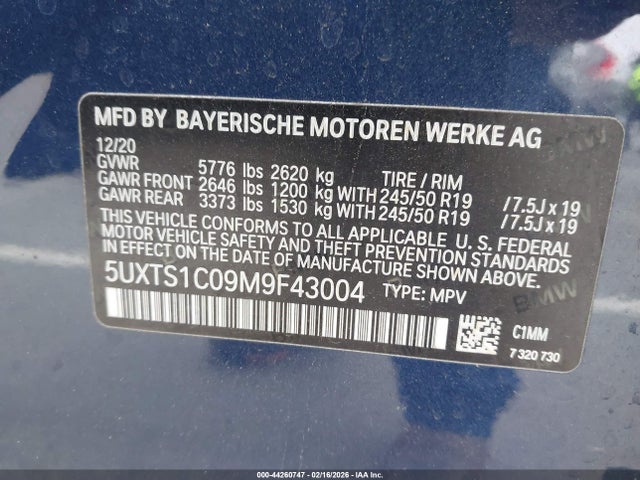 MFD BY BAYERISCHE MOTOREN WERKE AG
12/20
GVWR 5776 lbs 2620 kg TIRE / RIM
GAWR FRONT 2646 lbs 1200 kg WITH 245/50 R19 /7.5J x 19
GAWR REAR 3373 lbs 1530 kg WITH 245/50 R19 /7.5J x 19
THIS VEHICLE CONFORMS TO ALL APPLICABLE U. S. FEDERAL
MOTOR VEHICLE SAFETY AND THEFT PREVENTION STANDARDS
IN EFFECT ON THE DATE OF MANUFACTURE SHOWN ABOVE.
5UXTS1C09M9F43004 TYPE: MPV
BMW
C1MM
7 320 730
000-44260747 - 02/16/2026 - IAAI.com